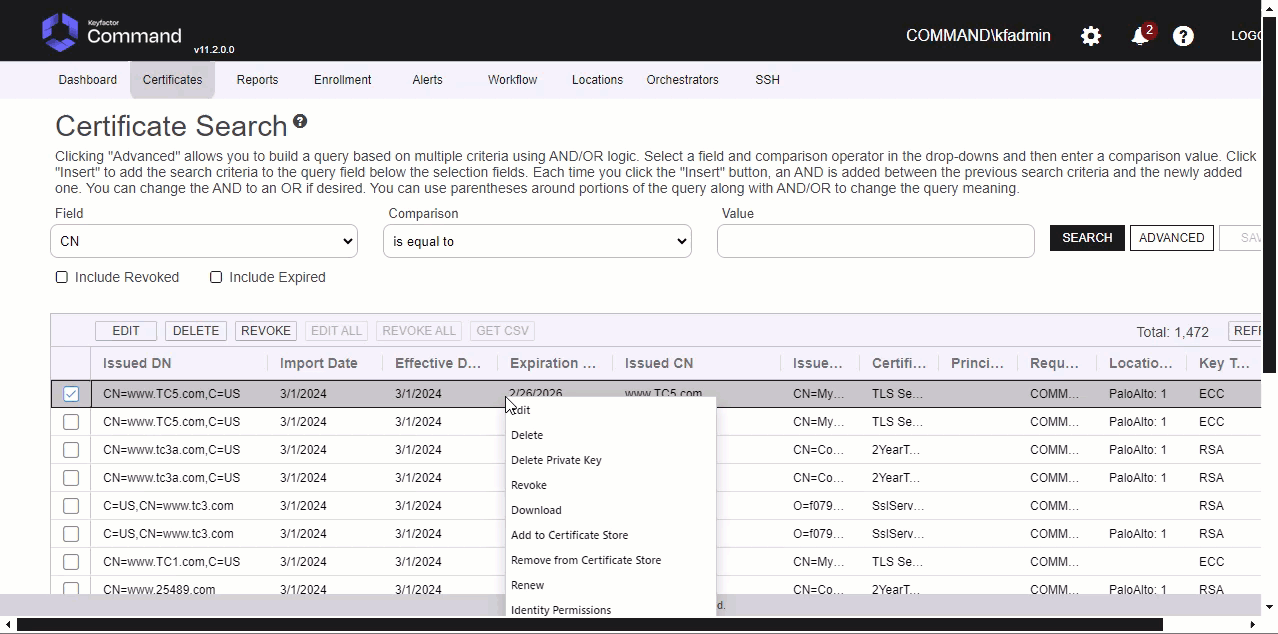 Keyfactor
Command
v11.2.0.0
COMMAND\kfadmin
2
?
LOGO
Dashboard Certificates Reports Enrollment Alerts Workflow Locations Orchestrators SSH
Certificate Search ?
Clicking "Advanced" allows you to build a query based on multiple criteria using AND/OR logic. Select a field and comparison operator in the drop-downs and then enter a comparison value. Click
"Insert" to add the search criteria to the query field below the selection fields. Each time you click the "Insert" button, an AND is added between the previous search criteria and the newly added
one. You can change the AND to an OR if desired. You can use parentheses around portions of the query along with AND/OR to change the query meaning.
Field Comparison Value
CN is equal to SEARCH ADVANCED SAV
Include Revoked Include Expired
EDIT DELETE REVOKE EDIT ALL REVOKE ALL GET CSV Total: 1,472 REFR
Issued DN Import Date Effective D... Expiration ... Issued CN Issue... Certifi... Princi... Requ... Locatio... Key T...
CN=www.TC5.com,C=US 3/1/2024 3/1/2024 2/26/2026 www.TC5.com CN=My... TLS Se... COMM... PaloAlto: 1 ECC
CN=www.TC5.com,C=US 3/1/2024 3/1/2024 CN=My... TLS Se... COMM... PaloAlto: 1 ECC
CN=www.tc3a.com,C=US 3/1/2024 3/1/2024 CN=Co... 2YearT... COMM... PaloAlto: 1 RSA
CN=www.tc3a.com,C=US 3/1/2024 3/1/2024 CN=Co... 2YearT... COMM... PaloAlto: 1 RSA
C=US,CN=www.tc3.com 3/1/2024 3/1/2024 O=f079... SslServ... RSA
C=US,CN=www.tc3.com 3/1/2024 3/1/2024 O=f079... SslServ... PaloAlto: 1 RSA
CN=www.TC1.com,C=US 3/1/2024 3/1/2024 CN=My... TLS Se... COMM... ECC
CN=www.25489.com 3/1/2024 3/1/2024 CN=Co... 2YearT... COMM... PaloAlto: 1 RSA
Edit
Delete
Delete Private Key
Revoke
Download
Add to Certificate Store
Remove from Certificate Store
Renew
Identity Permissions
d.